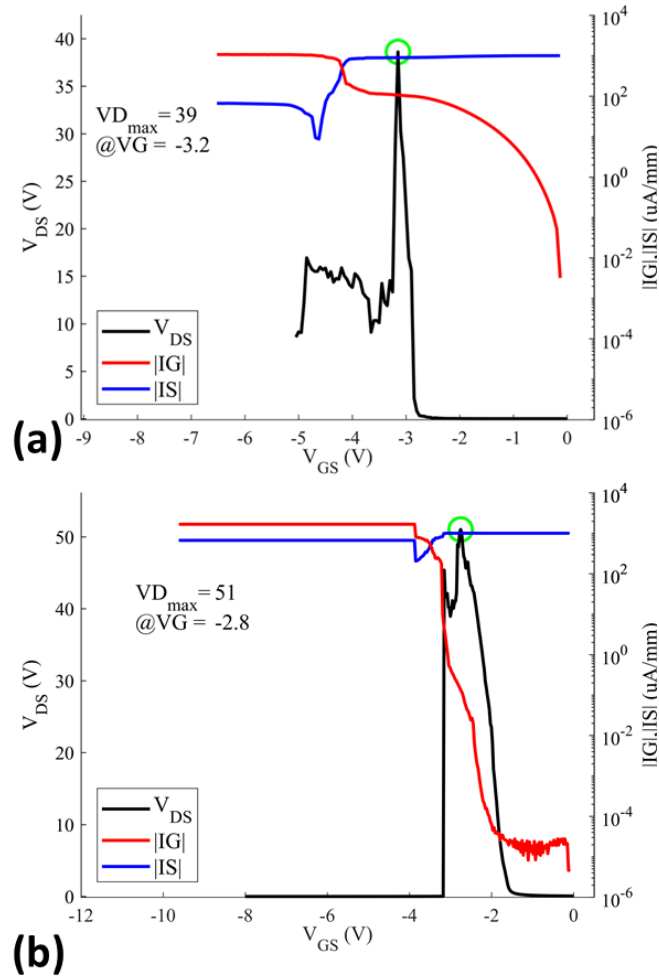 40
35
30
25
20
15
10
5
0
V_DS (V)
VD_max = 39
@VG = -3.2
V_DS
|IG|
|IS|
10^4
10^2
10^0
10^-2
10^-4
10^-6
|IG|,|IS| (uA/mm)
-9 -8 -7 -6 -5 -4 -3 -2 -1 0
V_GS (V)
(a)
50
40
30
20
10
0
V_DS (V)
VD_max = 51
@VG = -2.8
V_DS
|IG|
|IS|
10^4
10^2
10^0
10^-2
10^-4
10^-6
|IG|,|IS| (uA/mm)
-12 -10 -8 -6 -4 -2 0
V_GS (V)
(b)